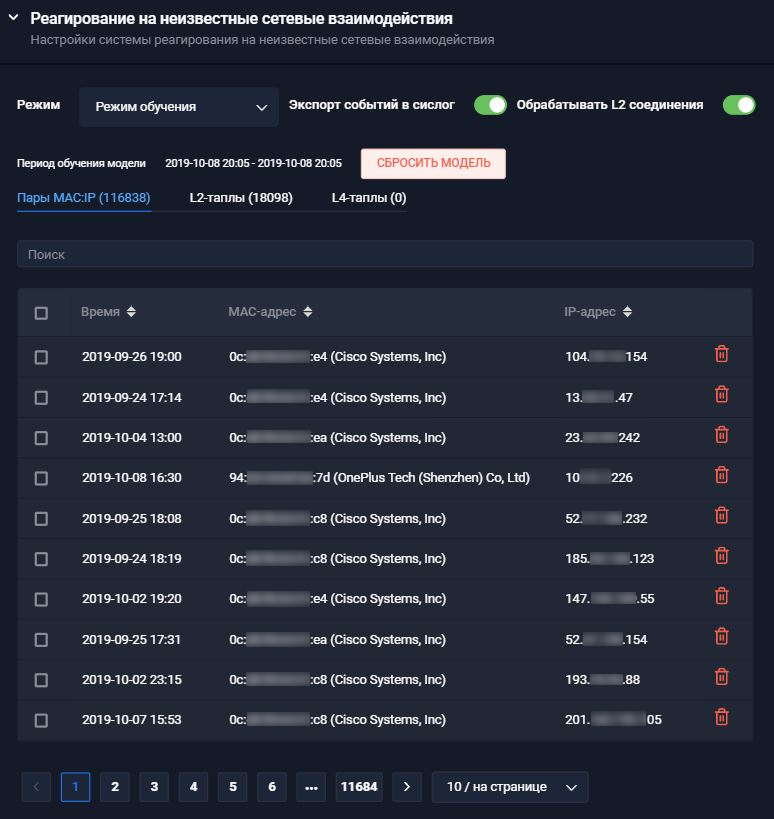 Реагирование на неизвестные сетевые взаимодействия
Настройки системы реагирования на неизвестные сетевые взаимодействия
Режим Режим обучения Экспорт событий в сислог Обрабатывать L2 соединения
Период обучения модели 2019-10-08 20:05 - 2019-10-08 20:05 СБРОСИТЬ МОДЕЛЬ
Пары MAC:IP (116838) L2-таплы (18098) L4-таплы (0)
Поиск
Время MAC-адрес IP-адрес
2019-09-26 19:00 0c: :e4 (Cisco Systems, Inc) 104. 154
2019-09-24 17:14 0c: :e4 (Cisco Systems, Inc) 13. .47
2019-10-04 13:00 0c: :ea (Cisco Systems, Inc) 23. 242
2019-10-08 16:30 94: :7d (OnePlus Tech (Shenzhen) Co, Ltd) 10 226
2019-09-25 18:08 0c: :c8 (Cisco Systems, Inc) 52. .232
2019-09-24 18:19 0c: :c8 (Cisco Systems, Inc) 185. .123
2019-10-02 19:20 0c: :e4 (Cisco Systems, Inc) 147. .55
2019-09-25 17:31 0c: :ea (Cisco Systems, Inc) 52. .154
2019-10-02 23:15 0c: :c8 (Cisco Systems, Inc) 193. .88
2019-10-07 15:53 0c: :c8 (Cisco Systems, Inc) 201. 05
< 1 2 3 4 5 6 ... 11684 > 10 / на странице